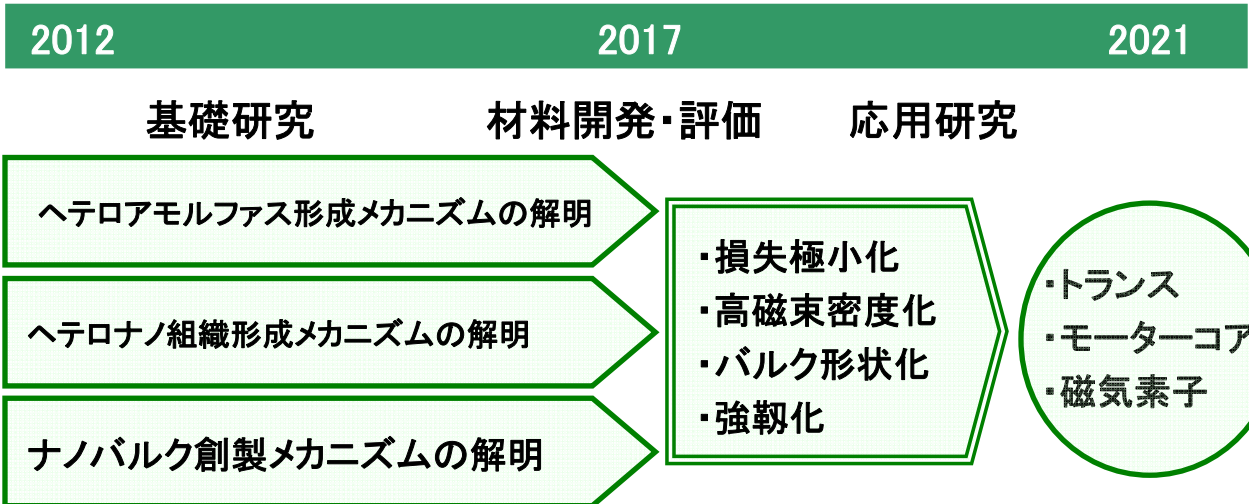 2012 2017 2021
基礎研究 材料開発・評価 応用研究
ヘテロアモルファス形成メカニズムの解明
ヘテロナノ組織形成メカニズムの解明
ナノバルク創製メカニズムの解明
・損失極小化
・高磁束密度化
・バルク形状化
・強靱化
・トランス
・モーターコア
・磁気素子